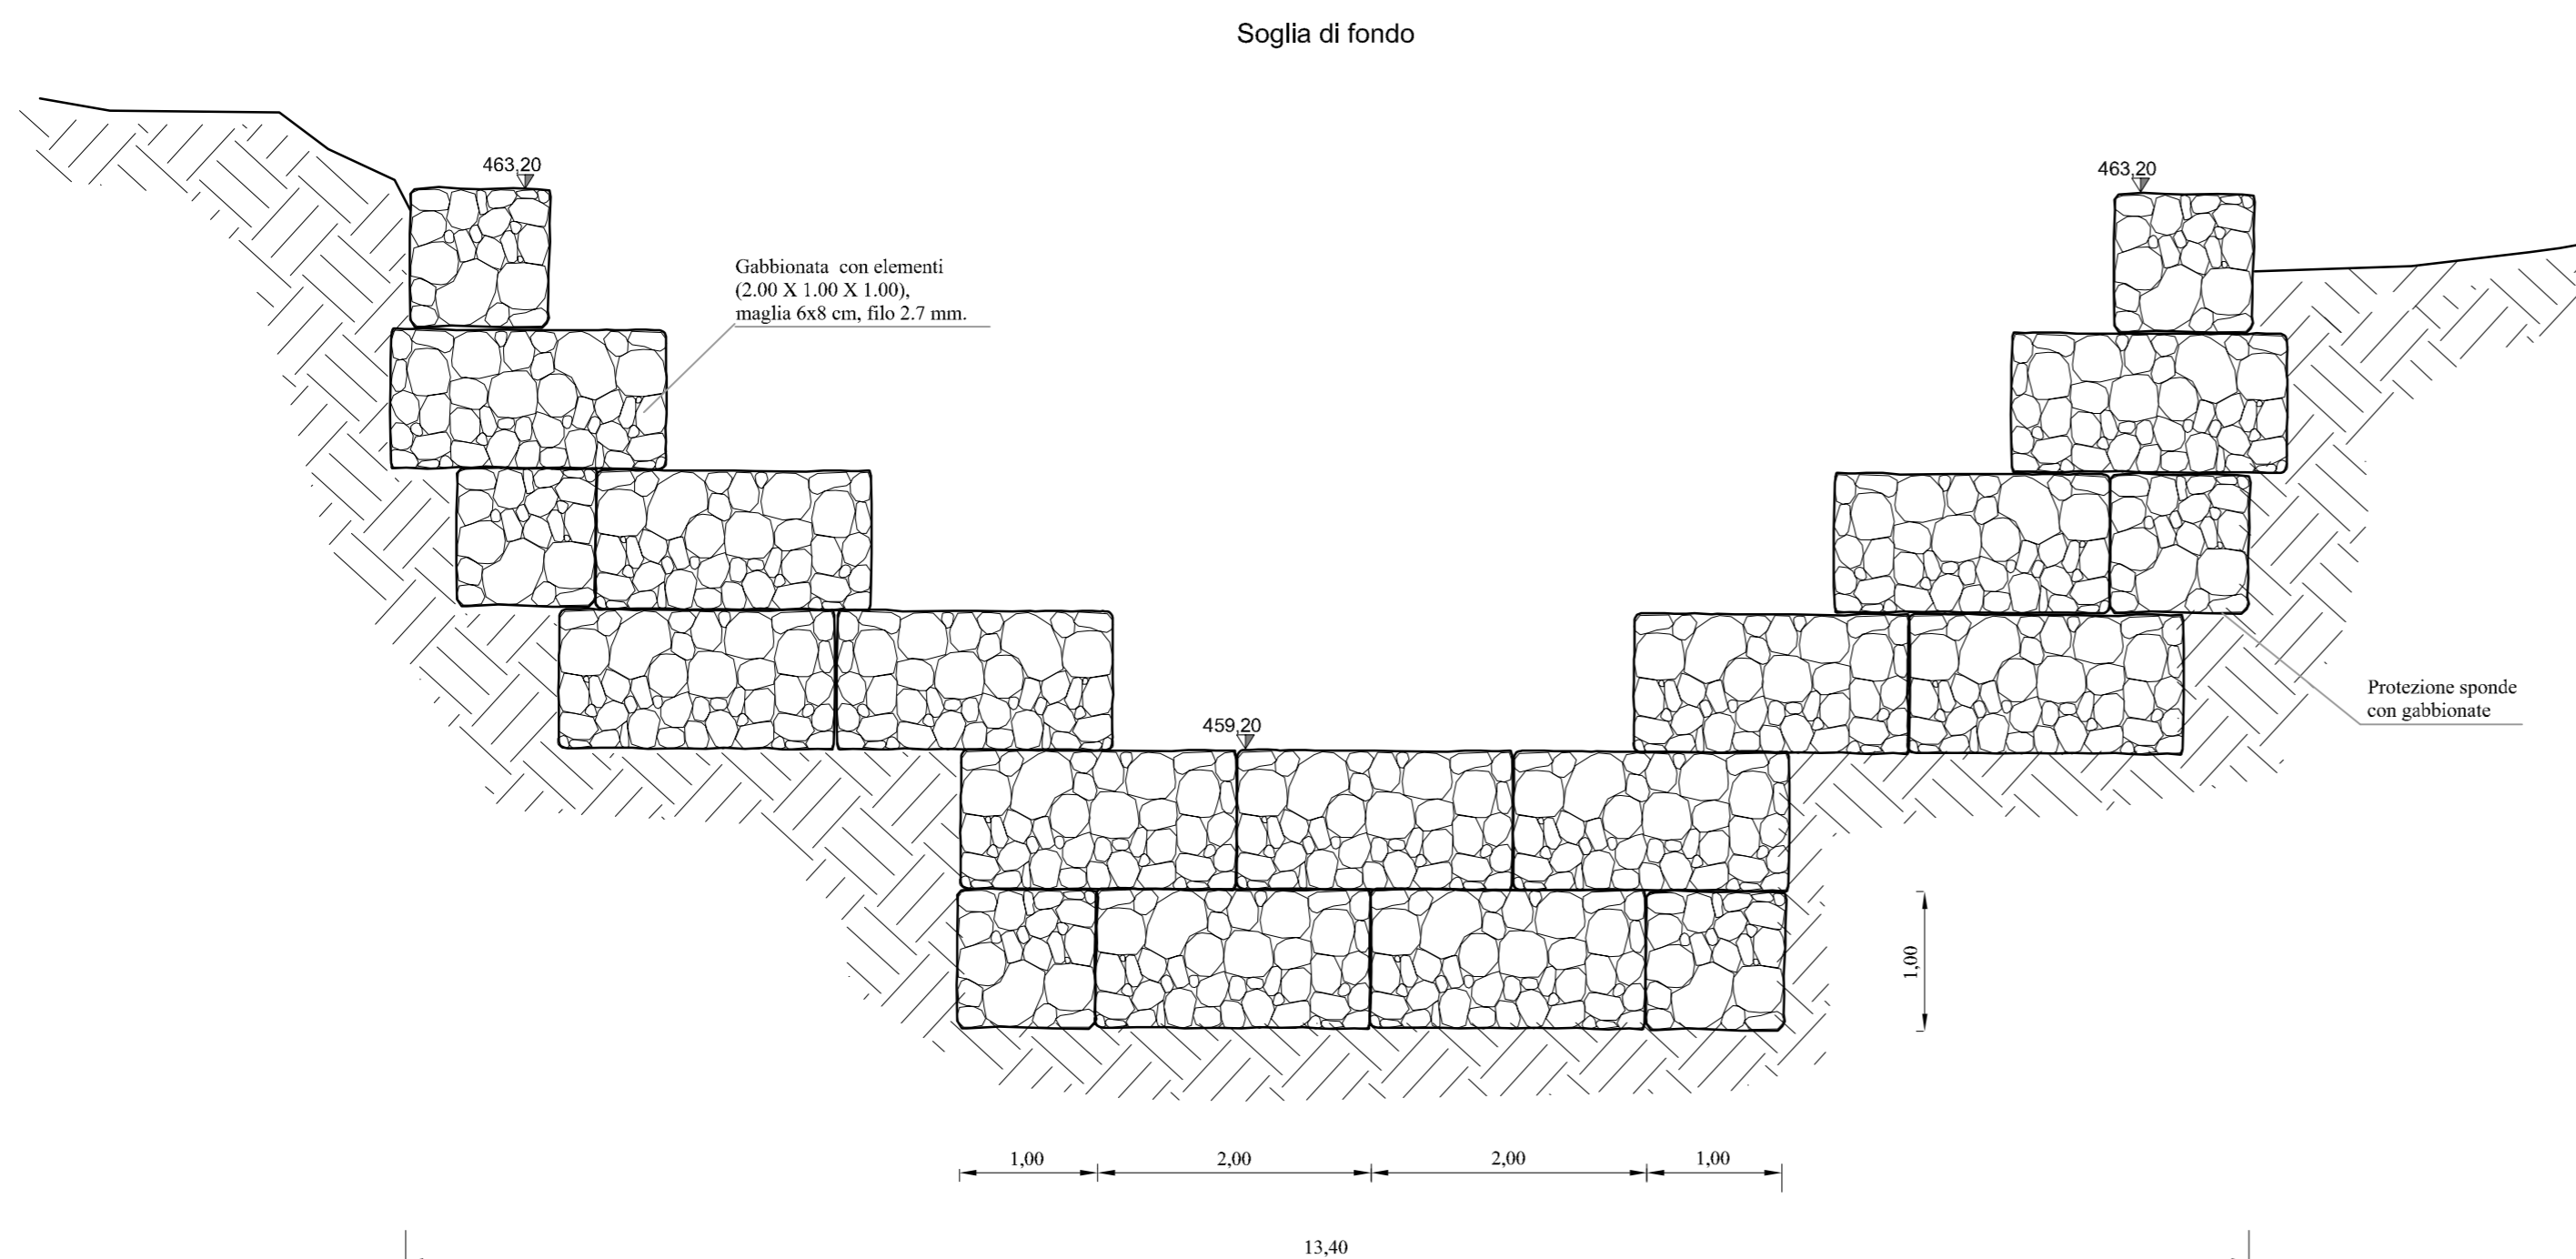 Soglia di fondo
463,20
463,20
Gabbionata con elementi
(2.00 X 1.00 X 1.00),
maglia 6x8 cm, filo 2.7 mm.
Protezione sponde
con gabbionate
459,20
1,00
1,00
2,00
2,00
1,00
13,40